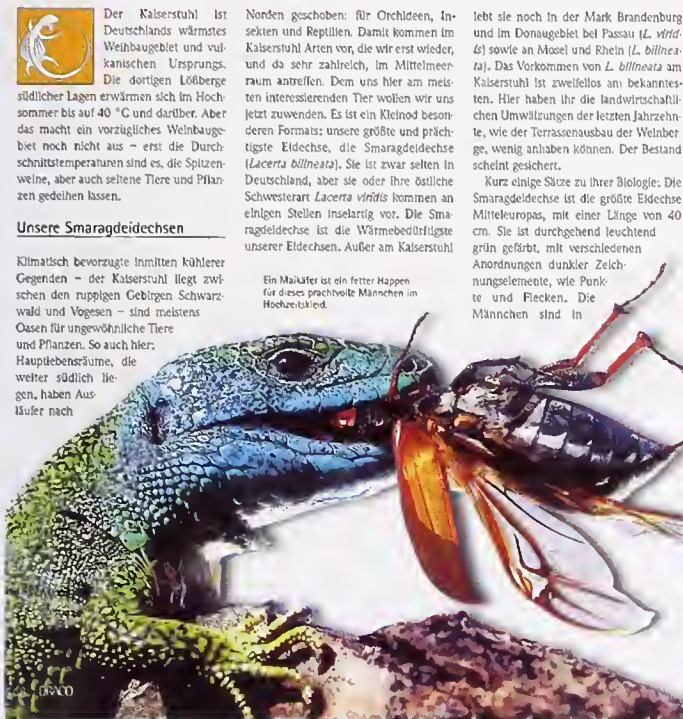 Der Kaiserstuhl ist
Deutschlands wärmstes
Weinbaugebiet und vul-
kanischen Ursprungs.
Die dortigen Lößberge
südlicher Lagen erwärmen sich im Hoch-
sommer bis auf 40 °C und darüber. Aber
das macht ein vorzügliches Weinbauge-
biet noch nicht aus – erst die Durch-
schnittstemperaturen sind es, die Spitzen-
weine, aber auch seltene Tiere und Pflan-
zen gedeihen lassen.
Unsere Smaragdeidechsen
Klimatisch bevorzugte inmitten kühlerer
Gegenden – der Kaiserstuhl liegt zwi-
schen den ruppigen Gebirgen Schwarz-
wald und Vogesen – sind meistens
Oasen für ungewöhnliche Tiere
und Pflanzen. So auch hier:
Hauptlebensräume, die
weiter südlich lie-
gen, haben Aus-
läufer nach
Norden geschoben: für Orchideen, In-
sekten und Reptilien. Damit kommen im
Kaiserstuhl Arten vor, die wir erst wieder,
und da sehr zahlreich, im Mittelmeer-
raum antreffen. Dem uns hier am meis-
ten interessierenden Tier wollen wir uns
jetzt zuwenden. Es ist ein Kleinod beson-
deren Formats: unsere größte und präch-
tigste Eidechse, die Smaragdeidechse
(Lacerta bilineata). Sie ist zwar selten in
Deutschland, aber sie oder ihre östliche
Schwesterart Lacerta viridis kommen an
einigen Stellen inselartig vor. Die Sma-
ragdeidechse ist die Wärmebedürftigste
unserer Eidechsen. Außer am Kaiserstuhl
Ein Maikäfer ist ein fetter Happen
für dieses prachtvolle Männchen im
Hochzeitskleid.
lebt sie noch in der Mark Brandenburg
und im Donaugebiet bei Passau (L. virid-
is) sowie an Mosel und Rhein (L. bilinea-
ta). Das Vorkommen von L. bilineata am
Kaiserstuhl ist zweifellos am bekanntes-
ten. Hier haben ihr die landwirtschaftli-
chen Umwälzungen der letzten Jahrzehn-
te, wie der Terrassenausbau der Weinber
ge, wenig anhaben können. Der Bestand
scheint gesichert.
Kurz einige Sätze zu ihrer Biologie: Die
Smaragdeidechse ist die größte Eidechse
Mitteleuropas, mit einer Länge von 40
cm. Sie ist durchgehend leuchtend
grün gefärbt, mit verschiedenen
Anordnungen dunkler Zeich-
nungselemente, wie Punk-
te und Flecken. Die
Männchen sind in
DRACO